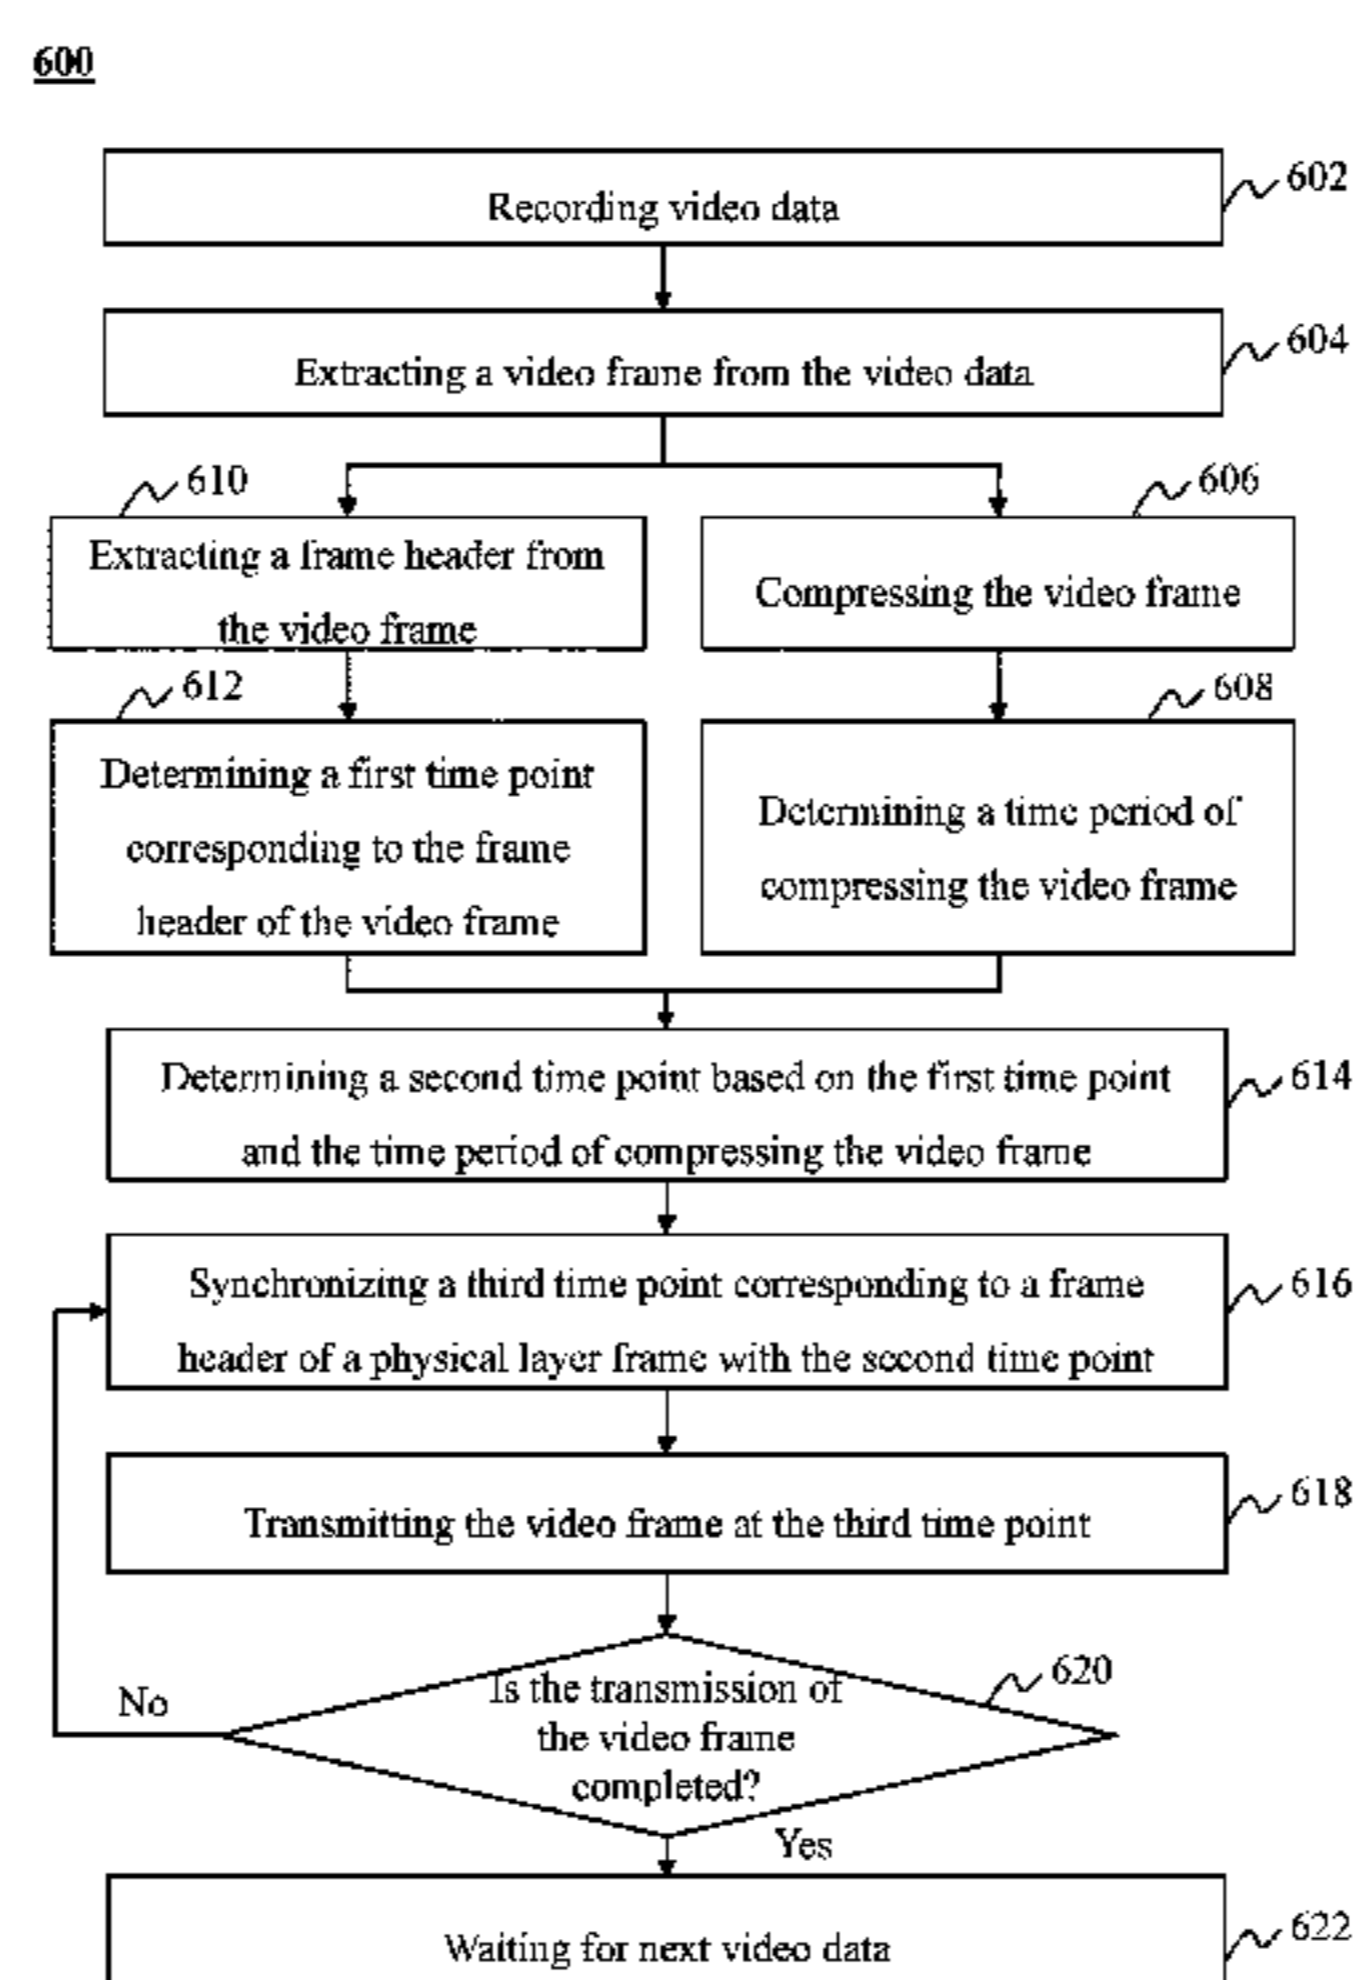 600
602
Recording video data
604
Extracting a video frame from the video data
610
606
Extracting a frame header from
the video frame
Compressing the video frame
612
608
Determining a first time point
corresponding to the frame
header of the video frame
Determining a time period of
compressing the video frame
Determining a second time point based on the first time point
and the time period of compressing the video frame
614
Synchronizing a third time point corresponding to a frame
header of a physical layer frame with the second time point
616
618
Transmitting the video frame at the third time point
620
Is the transmission of
the video frame
completed?
No
Yes
622
Waiting for next video data